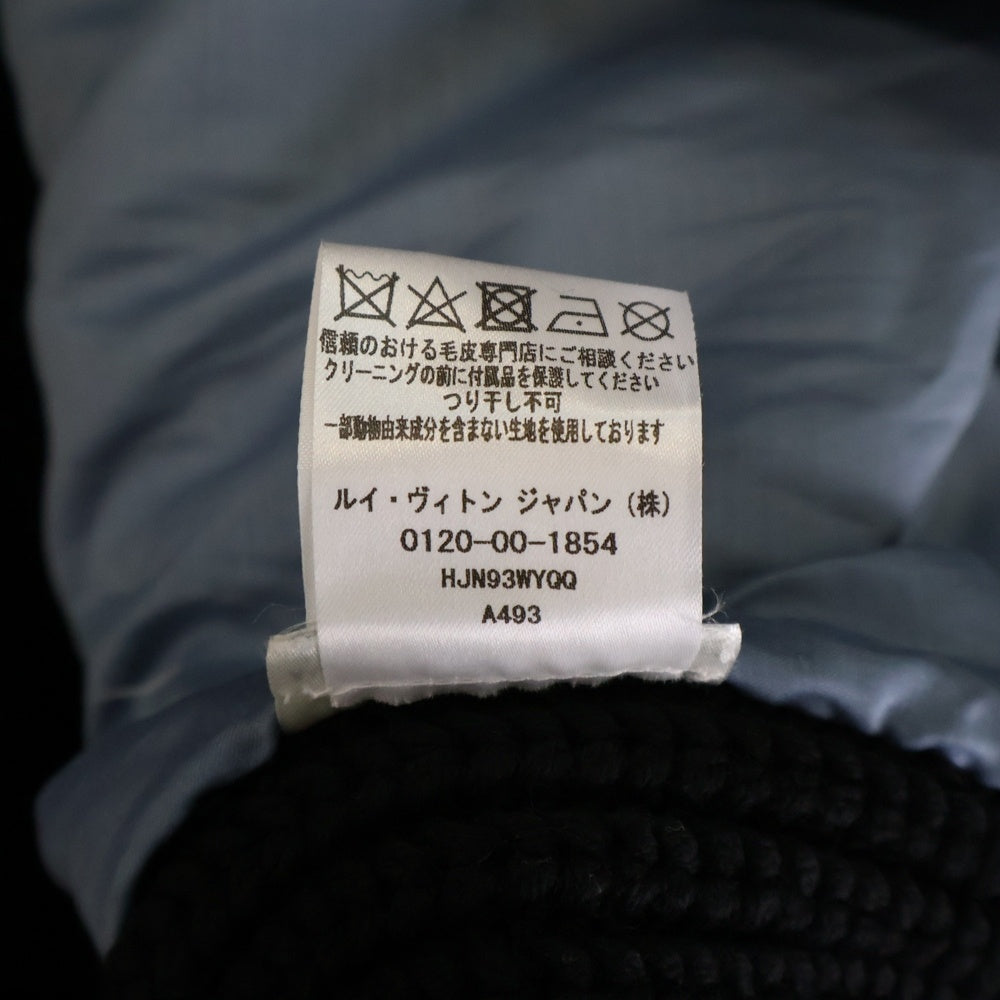 信頼のおける毛皮専門店にご相談ください
クリーニングの前に付属品を保護してください
つり干し不可
一部動物由来成分を含まない生地を使用しております
ルイ・ヴィトン ジャパン（株）
0120-00-1854
HJN93WYQQ
A493